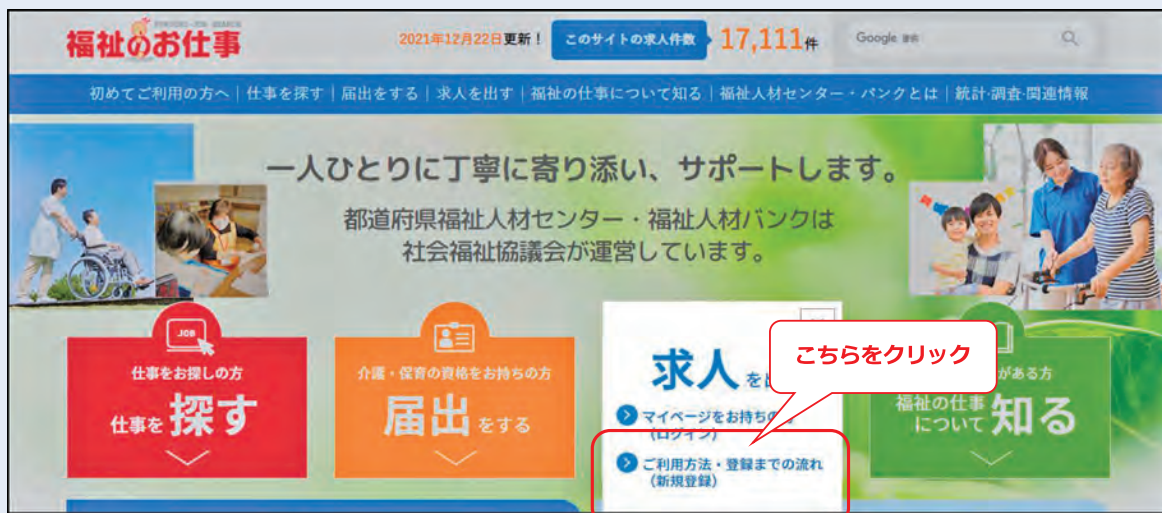 福祉のお仕事
2021年12月22日更新!
このサイトの求人件数
17,111件
Google 検索
初めてご利用の方へ|仕事を探す|届出をする|求人を出す|福祉の仕事について知る|福祉人材センター・バンクとは|統計・調査・関連情報
一人ひとりに丁寧に寄り添い、サポートします。
都道府県福祉人材センター・福祉人材バンクは
社会福祉協議会が運営しています。
JOB
仕事をお探しの方
仕事を探す
介護・保育の資格をお持ちの方
届出をする
求人を
マイページをお持ちの
(ログイン)
ご利用方法・登録までの流れ
(新規登録)
こちらをクリック
がある方
福祉の仕事
について知る